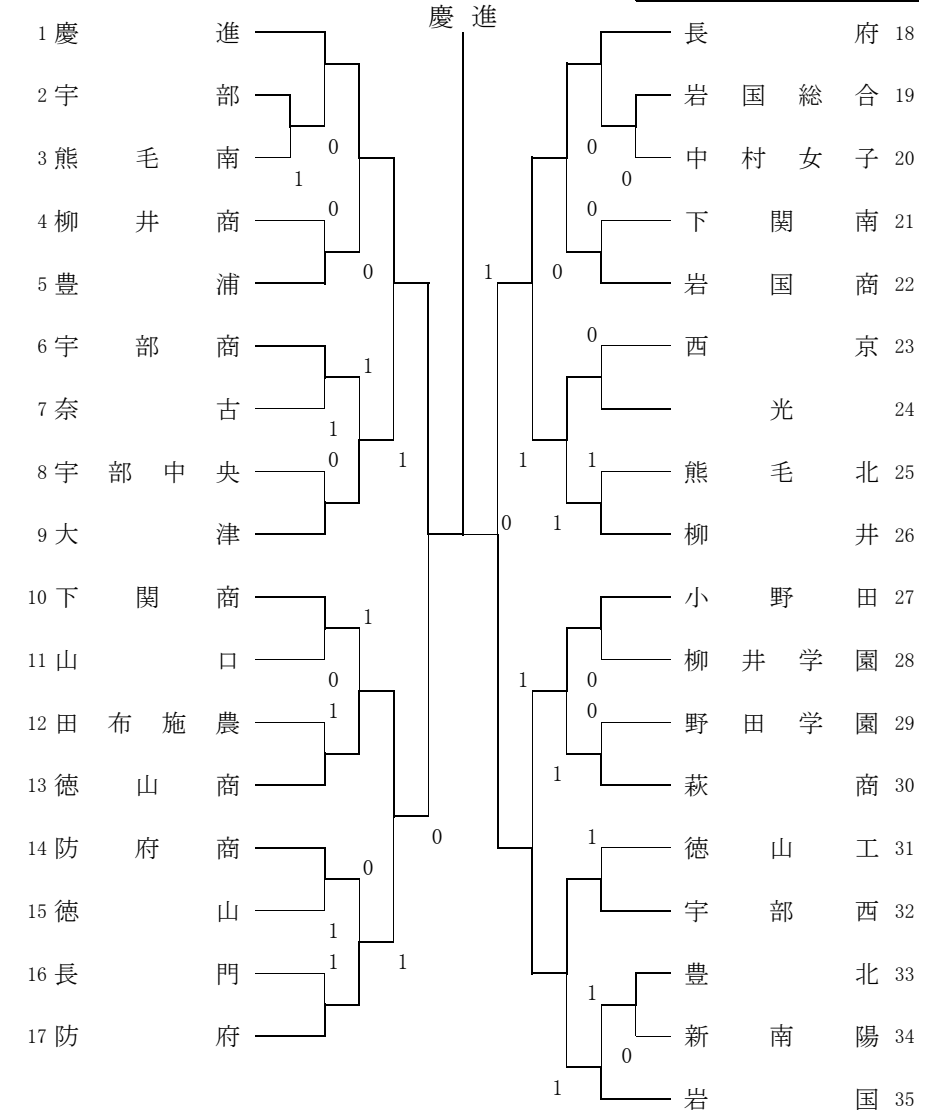 慶 進
1 慶 進
2 宇 部
3 熊 毛 南
4 柳 井 商
5 豊 浦
6 宇 部 商
7 奈 古
8 宇 部 中 央
9 大 津
10 下 関 商
11 山 口
12 田 布 施 農
13 徳 山 商
14 防 府 商
15 徳 山
16 長 門
17 防 府
0
1
0
0
1
1
0
1
1
0
1
0
0
1
1
1
長 府 18
岩 国 総 合 19
中 村 女 子 20
下 関 南 21
岩 国 商 22
西 京 23
光 24
熊 毛 北 25
柳 井 26
小 野 田 27
柳 井 学 園 28
野 田 学 園 29
萩 商 30
徳 山 工 31
宇 部 西 32
豊 北 33
新 南 陽 34
岩 国 35
0
0
0
1
0
0
1
1
0
1
1
0
0
1
1
1
0
1